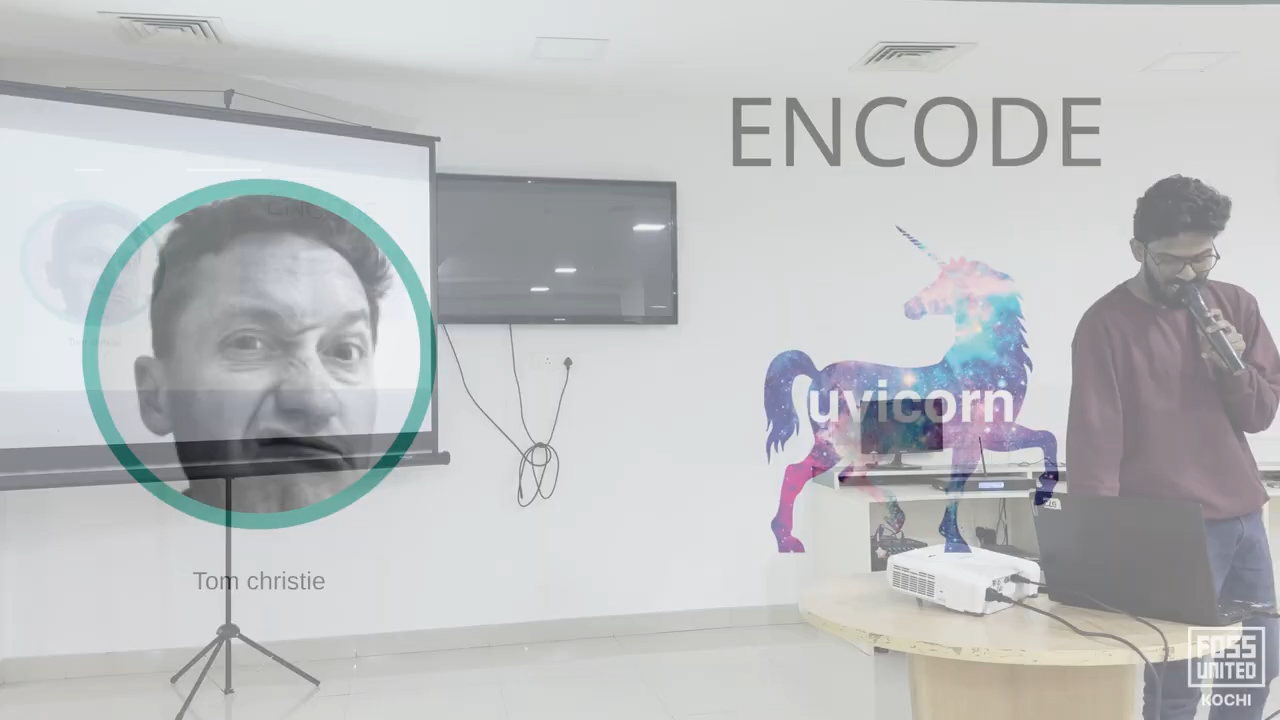 ENCODE
uvicorn
Tom christie
FOSS
UNITED
KOCHI